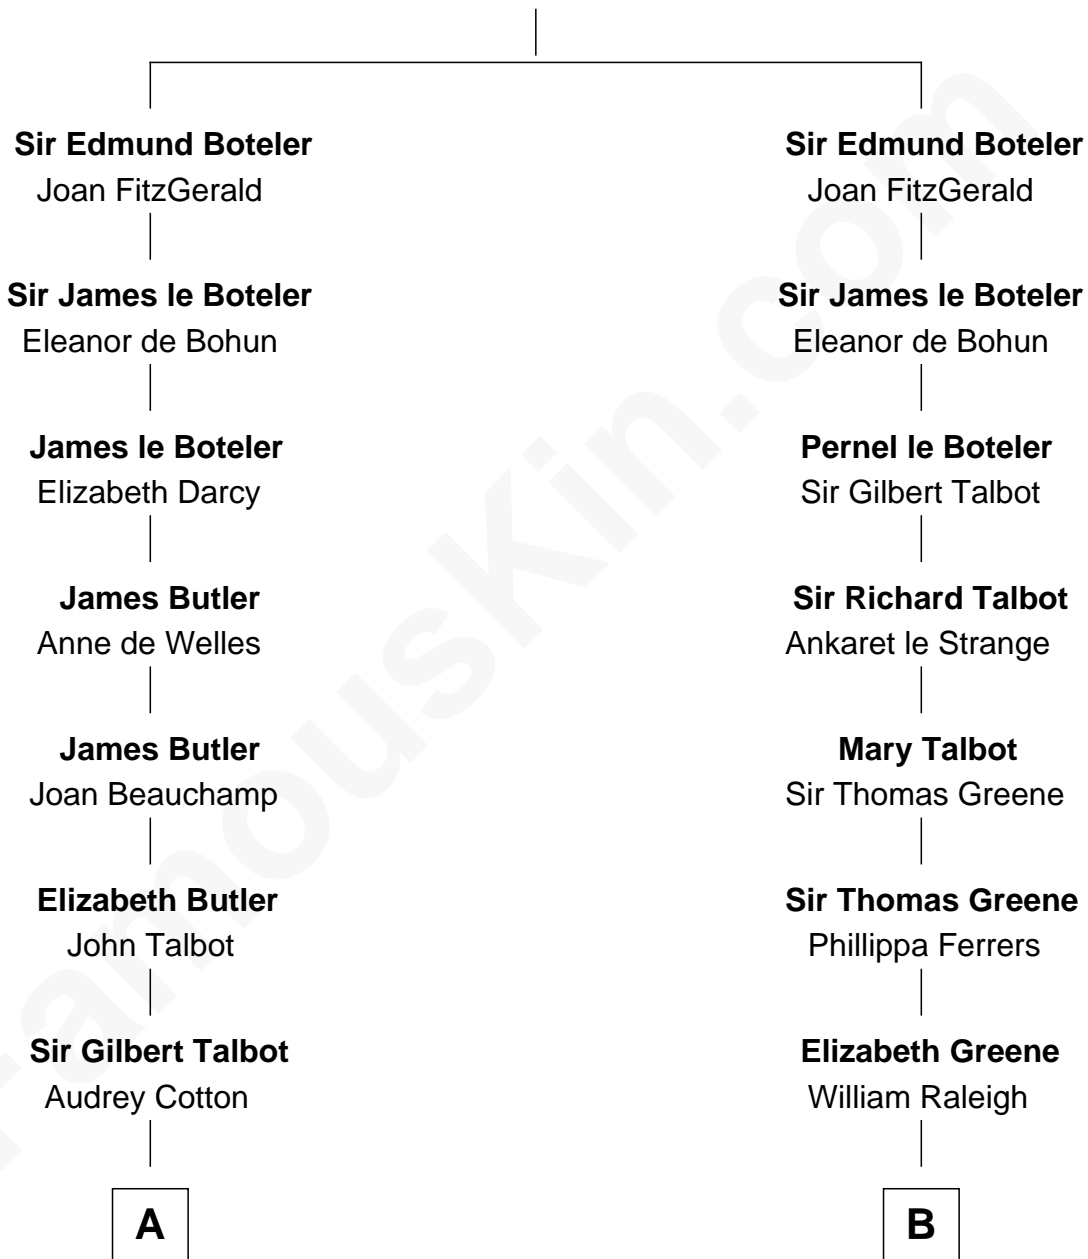 Sir Edmund Boteler
Joan FitzGerald
Sir James le Boteler
Eleanor de Bohun
James le Boteler
Elizabeth Darcy
James Butler
Anne de Welles
James Butler
Joan Beauchamp
Elizabeth Butler
John Talbot
Sir Gilbert Talbot
Audrey Cotton
A
Sir Edmund Boteler
Joan FitzGerald
Sir James le Boteler
Eleanor de Bohun
Pernel le Boteler
Sir Gilbert Talbot
Sir Richard Talbot
Ankaret le Strange
Mary Talbot
Sir Thomas Greene
Sir Thomas Greene
Phillippa Ferrers
Elizabeth Greene
William Raleigh
B
FamousKin.com